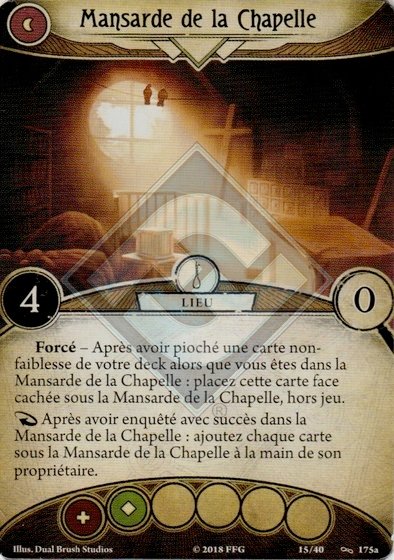 Mansarde de la Chapelle
4
LIEU
0
Forcé – Après avoir pioché une carte non-
faiblesse de votre deck alors que vous êtes dans la
Mansarde de la Chapelle : placez cette carte face
cachée sous la Mansarde de la Chapelle, hors jeu.
Après avoir enquêté avec succès dans la
Mansarde de la Chapelle : ajoutez chaque carte
sous la Mansarde de la Chapelle à la main de son
propriétaire.
Illus. Dual Brush Studios © 2018 FFG 15/40 175a